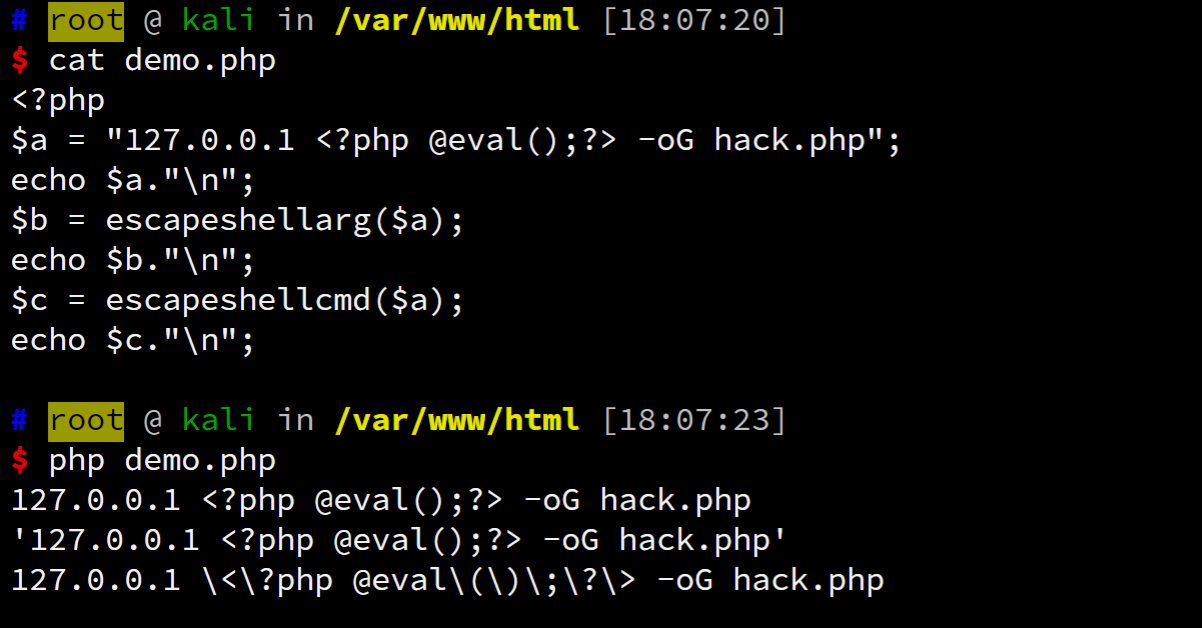 # root @ kali in /var/www/html [18:07:20]
$ cat demo.php
<?php
$a = "127.0.0.1 <?php @eval();?> -oG hack.php";
echo $a."\n";
$b = escapeshellarg($a);
echo $b."\n";
$c = escapeshellcmd($a);
echo $c."\n";
# root @ kali in /var/www/html [18:07:23]
$ php demo.php
127.0.0.1 <?php @eval();?> -oG hack.php
'127.0.0.1 <?php @eval();?> -oG hack.php'
127.0.0.1 \<\?php @eval\(\)\;\?\> -oG hack.php